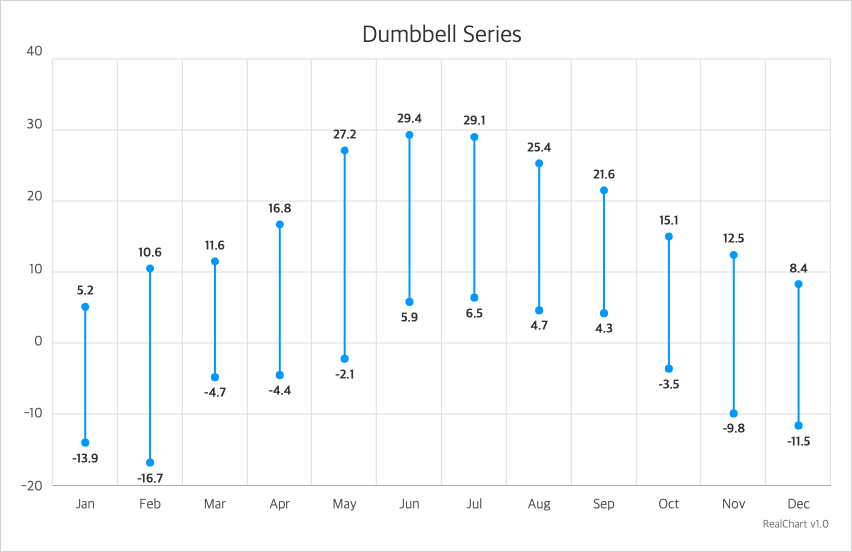 Dumbbell Series
40
30
20
10
0
-10
-20
5.2 10.6 11.6 16.8 27.2 29.4 29.1 25.4 21.6 15.1 12.5 8.4
-13.9 -16.7 -4.7 -4.4 -2.1 5.9 6.5 4.7 4.3 -3.5 -9.8 -11.5
Jan Feb Mar Apr May Jun Jul Aug Sep Oct Nov Dec
RealChart v1.0